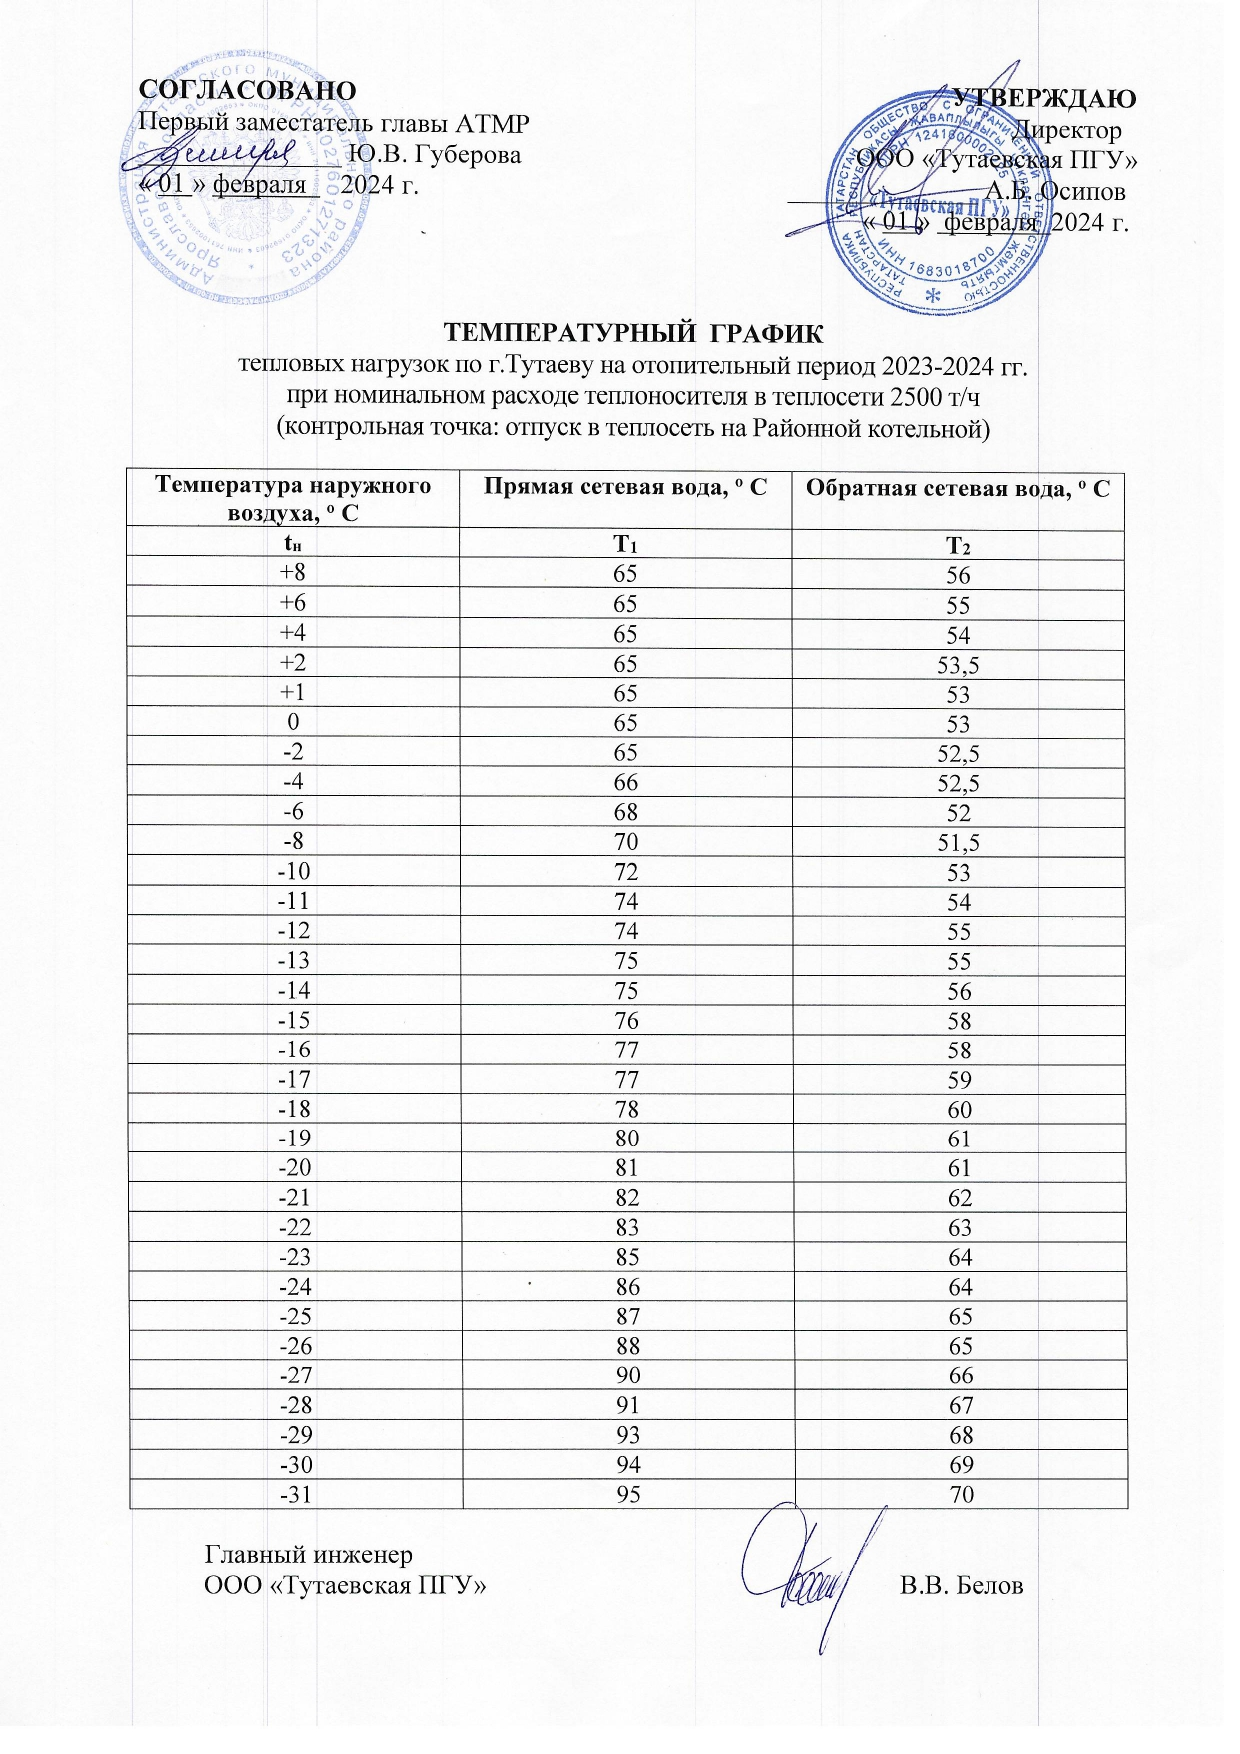 СОГЛАСОВАНО
Первый заместатель главы АТМР
Ю.В. Губерова
« 01 » февраля 2024 г.
УТВЕРЖДАЮ
Директор
ООО «Тутаевская ПГУ»
А.Б. Осипов
« 01 » февраля 2024 г.
«Тутаевская ПГУ»
ИНН 1683018700
ТЕМПЕРАТУРНЫЙ ГРАФИК
тепловых нагрузок по г.Тутаеву на отопительный период 2023-2024 гг.
при номинальном расходе теплоносителя в теплосети 2500 т/ч
(контрольная точка: отпуск в теплосеть на Районной котельной)
Температура наружного воздуха, º С Прямая сетевая вода, º С Обратная сетевая вода, º С
tн T1 T2
+8 65 56
+6 65 55
+4 65 54
+2 65 53,5
+1 65 53
0 65 53
-2 65 52,5
-4 66 52,5
-6 68 52
-8 70 51,5
-10 72 53
-11 74 54
-12 74 55
-13 75 55
-14 75 56
-15 76 58
-16 77 58
-17 77 59
-18 78 60
-19 80 61
-20 81 61
-21 82 62
-22 83 63
-23 85 64
-24 86 64
-25 87 65
-26 88 65
-27 90 66
-28 91 67
-29 93 68
-30 94 69
-31 95 70
Главный инженер
ООО «Тутаевская ПГУ» В.В. Белов